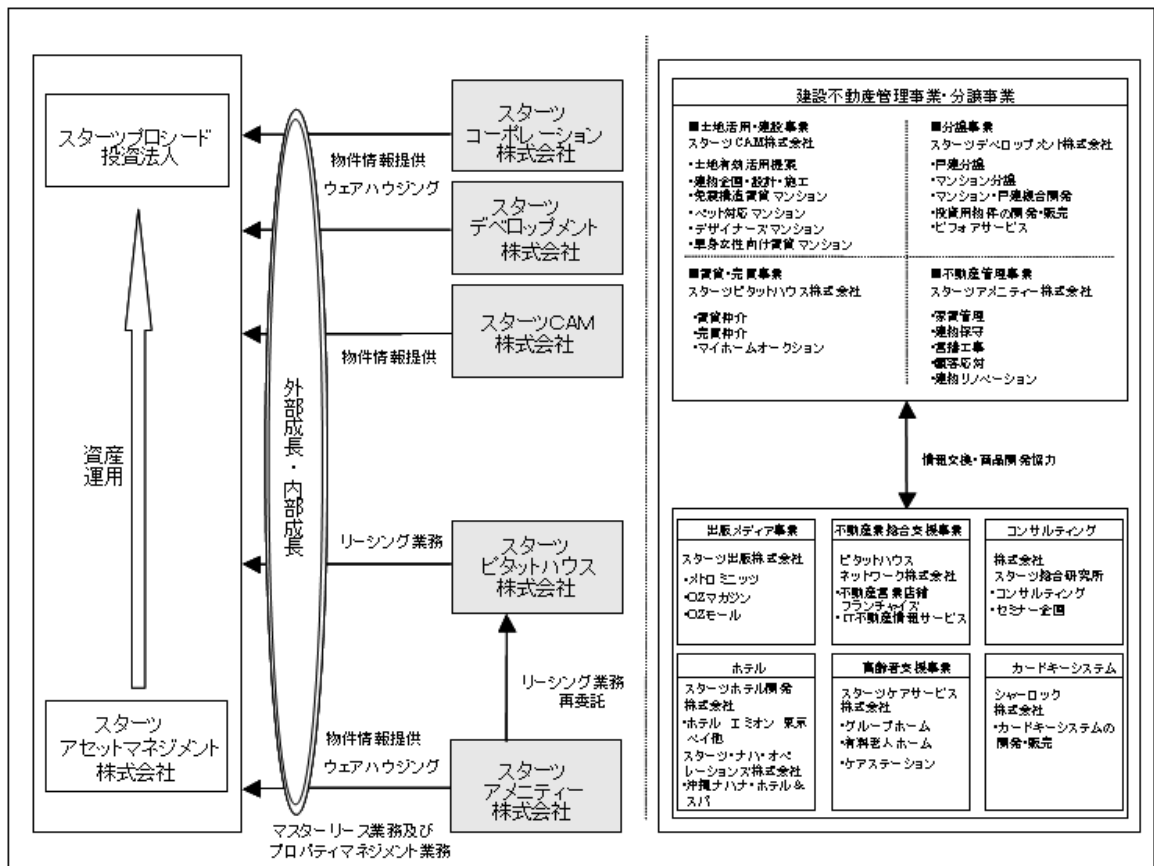 スターツプロシード
投資法人
資産
運用
スターツ
アセットマネジメント
株式会社
外部成長・内部成長
物件情報提供
ウェアハウジング
物件情報提供
リーシング業務
リーシング業務
再委託
物件情報提供
ウェアハウジング
マスターリース業務及び
プロパティマネジメント業務
スターツ
コーポレーション
株式会社
スターツ
デベロップメント
株式会社
スターツCAM
株式会社
スターツ
ピタットハウス
株式会社
スターツ
アメニティー
株式会社
建設不動産管理事業・分譲事業
■土地活用・建設事業
スターツCAM株式会社
・土地有効活用提案
・建物企画・設計・施工
・免震構造賃貸マンション
・ペット対応マンション
・デザイナーズマンション
・単身女性向け賃貸マンション
■分譲事業
スターツデベロップメント株式会社
・戸建分譲
・マンション分譲
・マンション・戸建複合開発
・投資用物件の開発・販売
・ビフォアサービス
■賃貸・売買事業
スターツピタットハウス株式会社
・賃貸仲介
・売買仲介
・マイホームオークション
■不動産管理事業
スターツアメニティー株式会社
・家賃管理
・建物保守
・営繕工事
・顧客応対
・建物リノベーション
情報交換・商品開発協力
出版メディア事業
スターツ出版株式会社
・メトロミニッツ
・OZマガジン
・OZモール
不動産業総合支援事業
ピタットハウス
ネットワーク株式会社
・不動産営業店舗
フランチャイズ
・IT不動産情報サービス
コンサルティング
株式会社
スターツ総合研究所
・コンサルティング
・セミナー企画
ホテル
スターツホテル開発
株式会社
・ホテル エミオン 東京
ベイ他
スターツ・ナハ・オペ
レーションズ株式会社
・沖縄ナハナ・ホテル&
スパ
高齢者支援事業
スターツケアサービス
株式会社
・グループホーム
・有料老人ホーム
・ケアステーション
カードキーシステム
シャーロック
株式会社
・カードキーシステムの
開発・販売